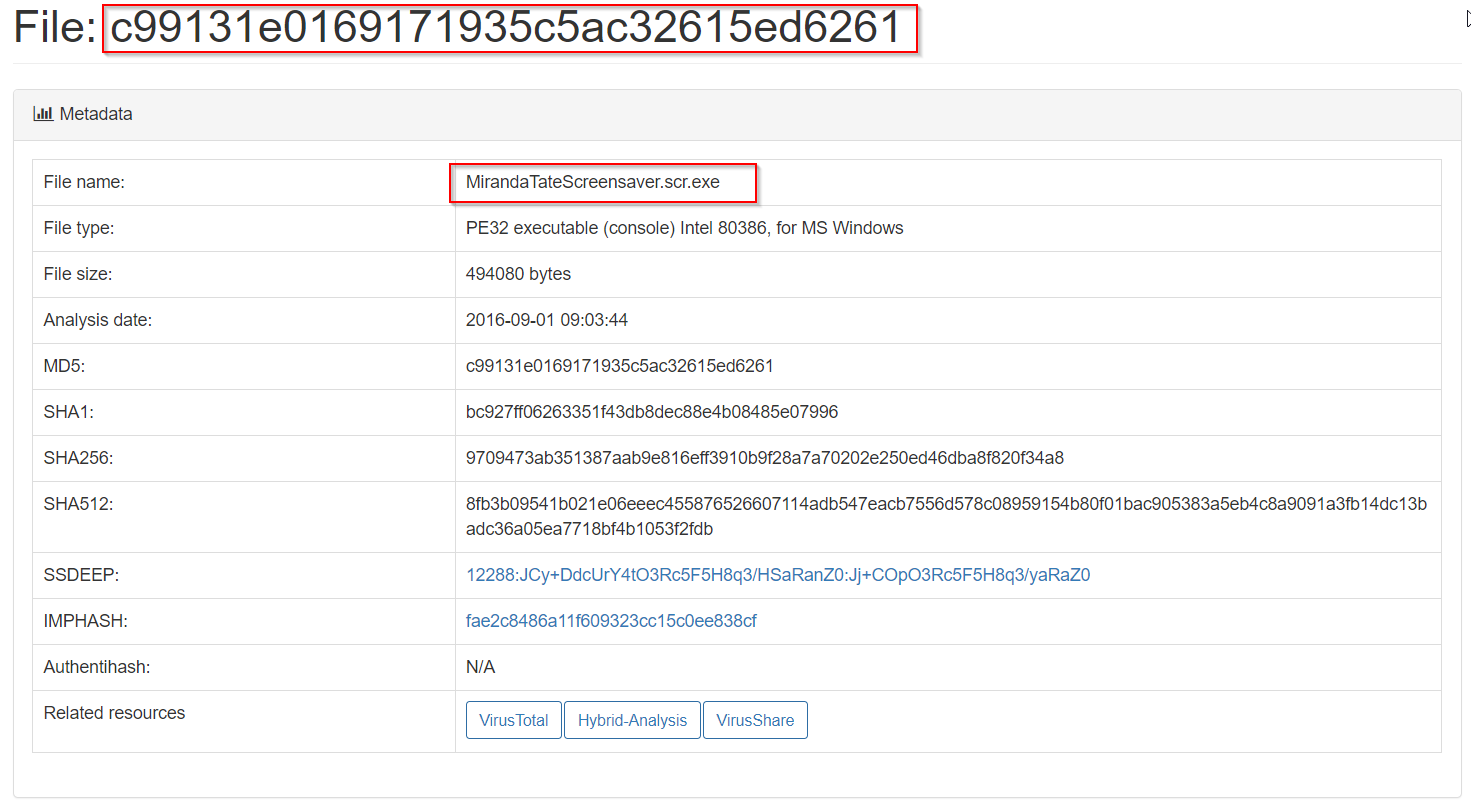 File: c99131e0169171935c5ac32615ed6261
Metadata
File name: MirandaTateScreensaver.scr.exe
File type: PE32 executable (console) Intel 80386, for MS Windows
File size: 494080 bytes
Analysis date: 2016-09-01 09:03:44
MD5: c99131e0169171935c5ac32615ed6261
SHA1: bc927ff06263351f43db8dec88e4b08485e07996
SHA256: 9709473ab351387aab9e816eff3910b9f28a7a70202e250ed46dba8f820f34a8
SHA512: 8fb3b09541b021e06eeec455876526607114adb547eacb7556d578c08959154b80f01bac905383a5eb4c8a9091a3fb14dc13b
adc36a05ea7718bf4b1053f2fdb
SSDEEP: 12288:JCy+DdcUrY4tO3Rc5F5H8q3/HSaRanZ0:Jj+COpO3Rc5F5H8q3/yaRaZ0
IMPHASH: fae2c8486a11f609323cc15c0ee838cf
Authentihash: N/A
Related resources VirusTotal Hybrid-Analysis VirusShare